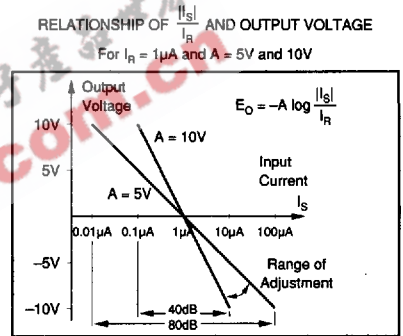 RELATIONSHIP OF |IS|/IR AND OUTPUT VOLTAGE
For IR = 1µA and A = 5V and 10V
Output
Voltage
EO = –A log |IS|/IR
10V
A = 10V
Input
Current
IS
5V
A = 5V
0.01µA 0.1µA 1µA 10µA 100µA
–5V
Range of
Adjustment
–10V
40dB
80dB
.com.cn